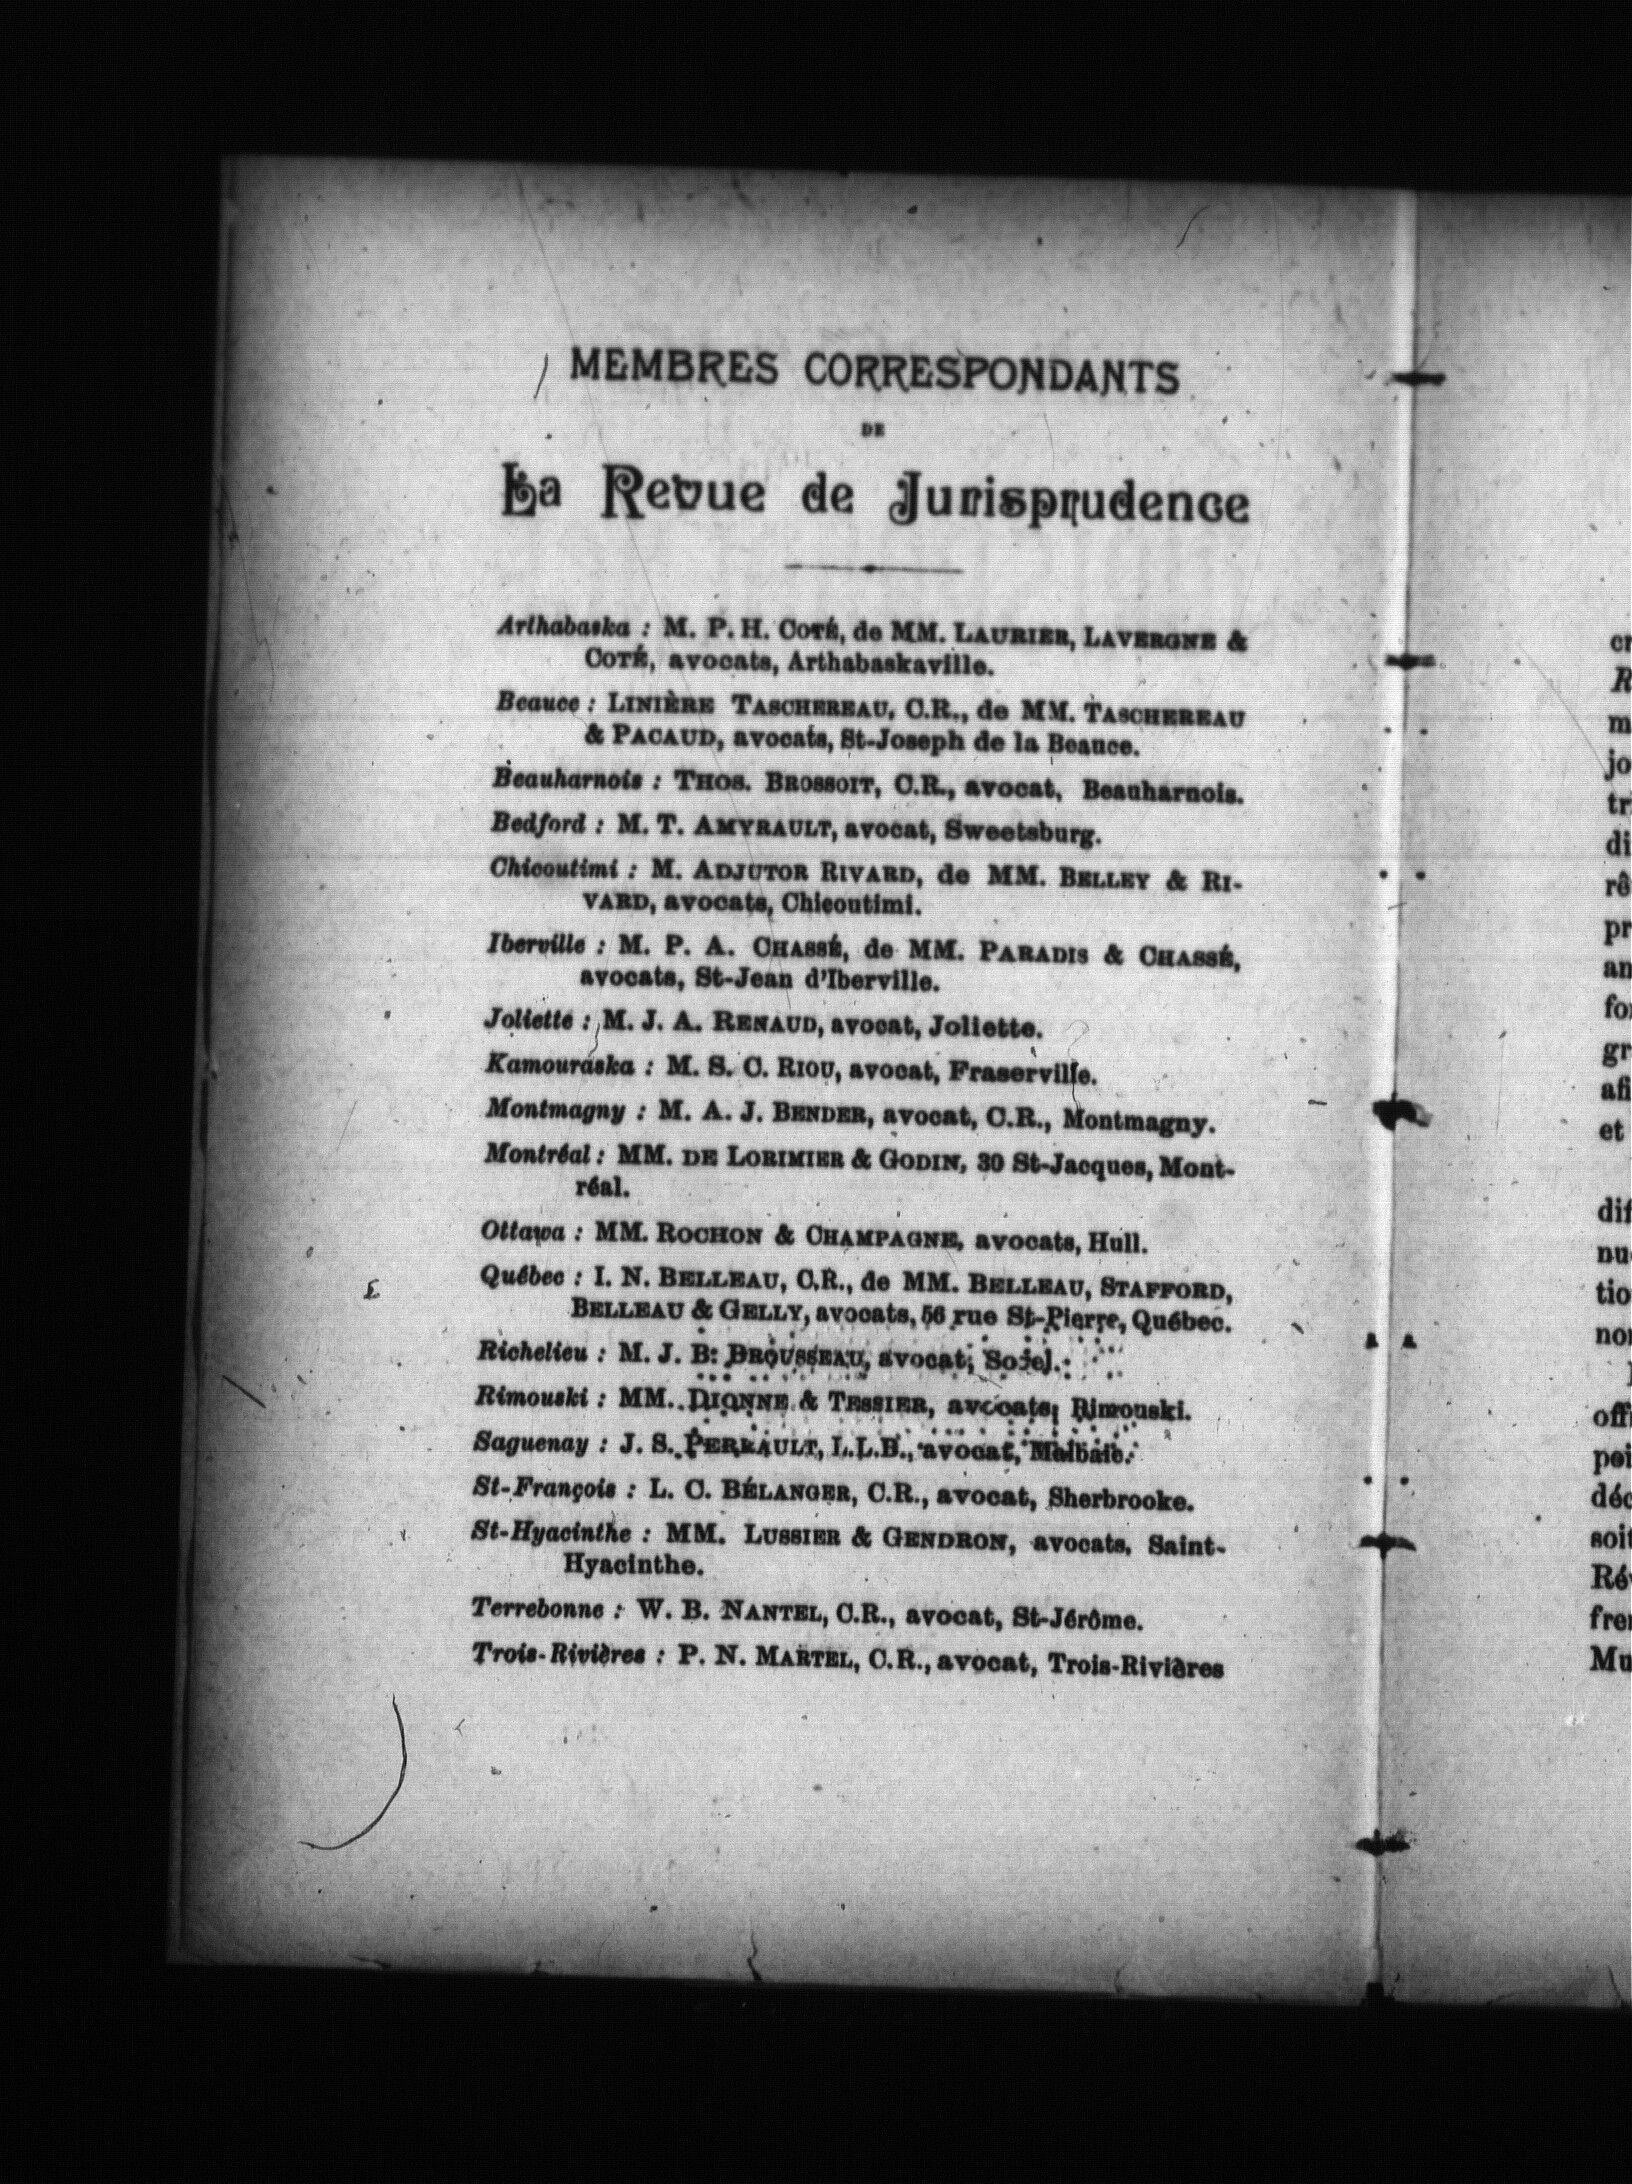 MEMBRES CORRESPONDANTS
DE
La Revue de Jurisprudence
Arthabaska : M. P. H. COTÉ, de MM. LAURIER, LAVERGNE &
COTÉ, avocats, Arthabaskaville.
Beauce : LINIÈRE TASCHEREAU, C.R., de MM. TASCHEREAU
& PACAUD, avocats, St-Joseph de la Beauce.
Beauharnois : THOS. BROSSOIT, C.R., avocat, Beauharnois.
Bedford : M. T. AMYRAULT, avocat, Sweetsburg.
Chicoutimi : M. ADJUTOR RIVARD, de MM. BELLEY & RI-
VARD, avocats, Chicoutimi.
Iberville : M. P. A. CHASSÉ, de MM. PARADIS & CHASSÉ,
avocats, St-Jean d'Iberville.
Joliette : M. J. A. RENAUD, avocat, Joliette.
Kamouraska : M. S. C. RIOU, avocat, Fraserville.
Montmagny : M. A. J. BENDER, avocat, C.R., Montmagny.
Montréal : MM. DE LORIMIER & GODIN, 30 St-Jacques, Mont-
réal.
Ottawa : MM. ROCHON & CHAMPAGNE, avocats, Hull.
Québec : I. N. BELLEAU, C.R., de MM. BELLEAU, STAFFORD,
BELLEAU & GELLY, avocats, 56 rue St-Pierre, Québec.
Richelieu : M. J. B. BROUSSEAU, avocat, Sorel.
Rimouski : MM. DIONNE & TESSIER, avocats, Rimouski.
Saguenay : J. S. PERRAULT, L.L.B., avocat, Malbaie.
St-François : L. C. BÉLANGER, C.R., avocat, Sherbrooke.
St-Hyacinthe : MM. LUSSIER & GENDRON, avocats, Saint-
Hyacinthe.
Terrebonne : W. B. NANTEL, C.R., avocat, St-Jérôme.
Trois-Rivières : P. N. MARTEL, C.R., avocat, Trois-Rivières